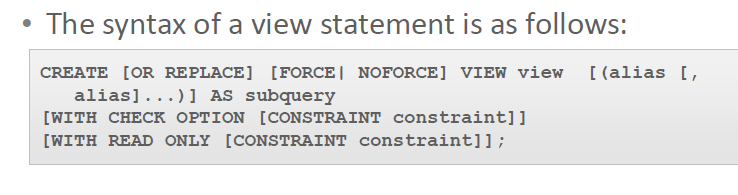 • The syntax of a view statement is as follows:
CREATE [OR REPLACE] [FORCE| NOFORCE] VIEW view  [(alias [,
alias]...)] AS subquery
[WITH CHECK OPTION [CONSTRAINT constraint]]
[WITH READ ONLY [CONSTRAINT constraint]];